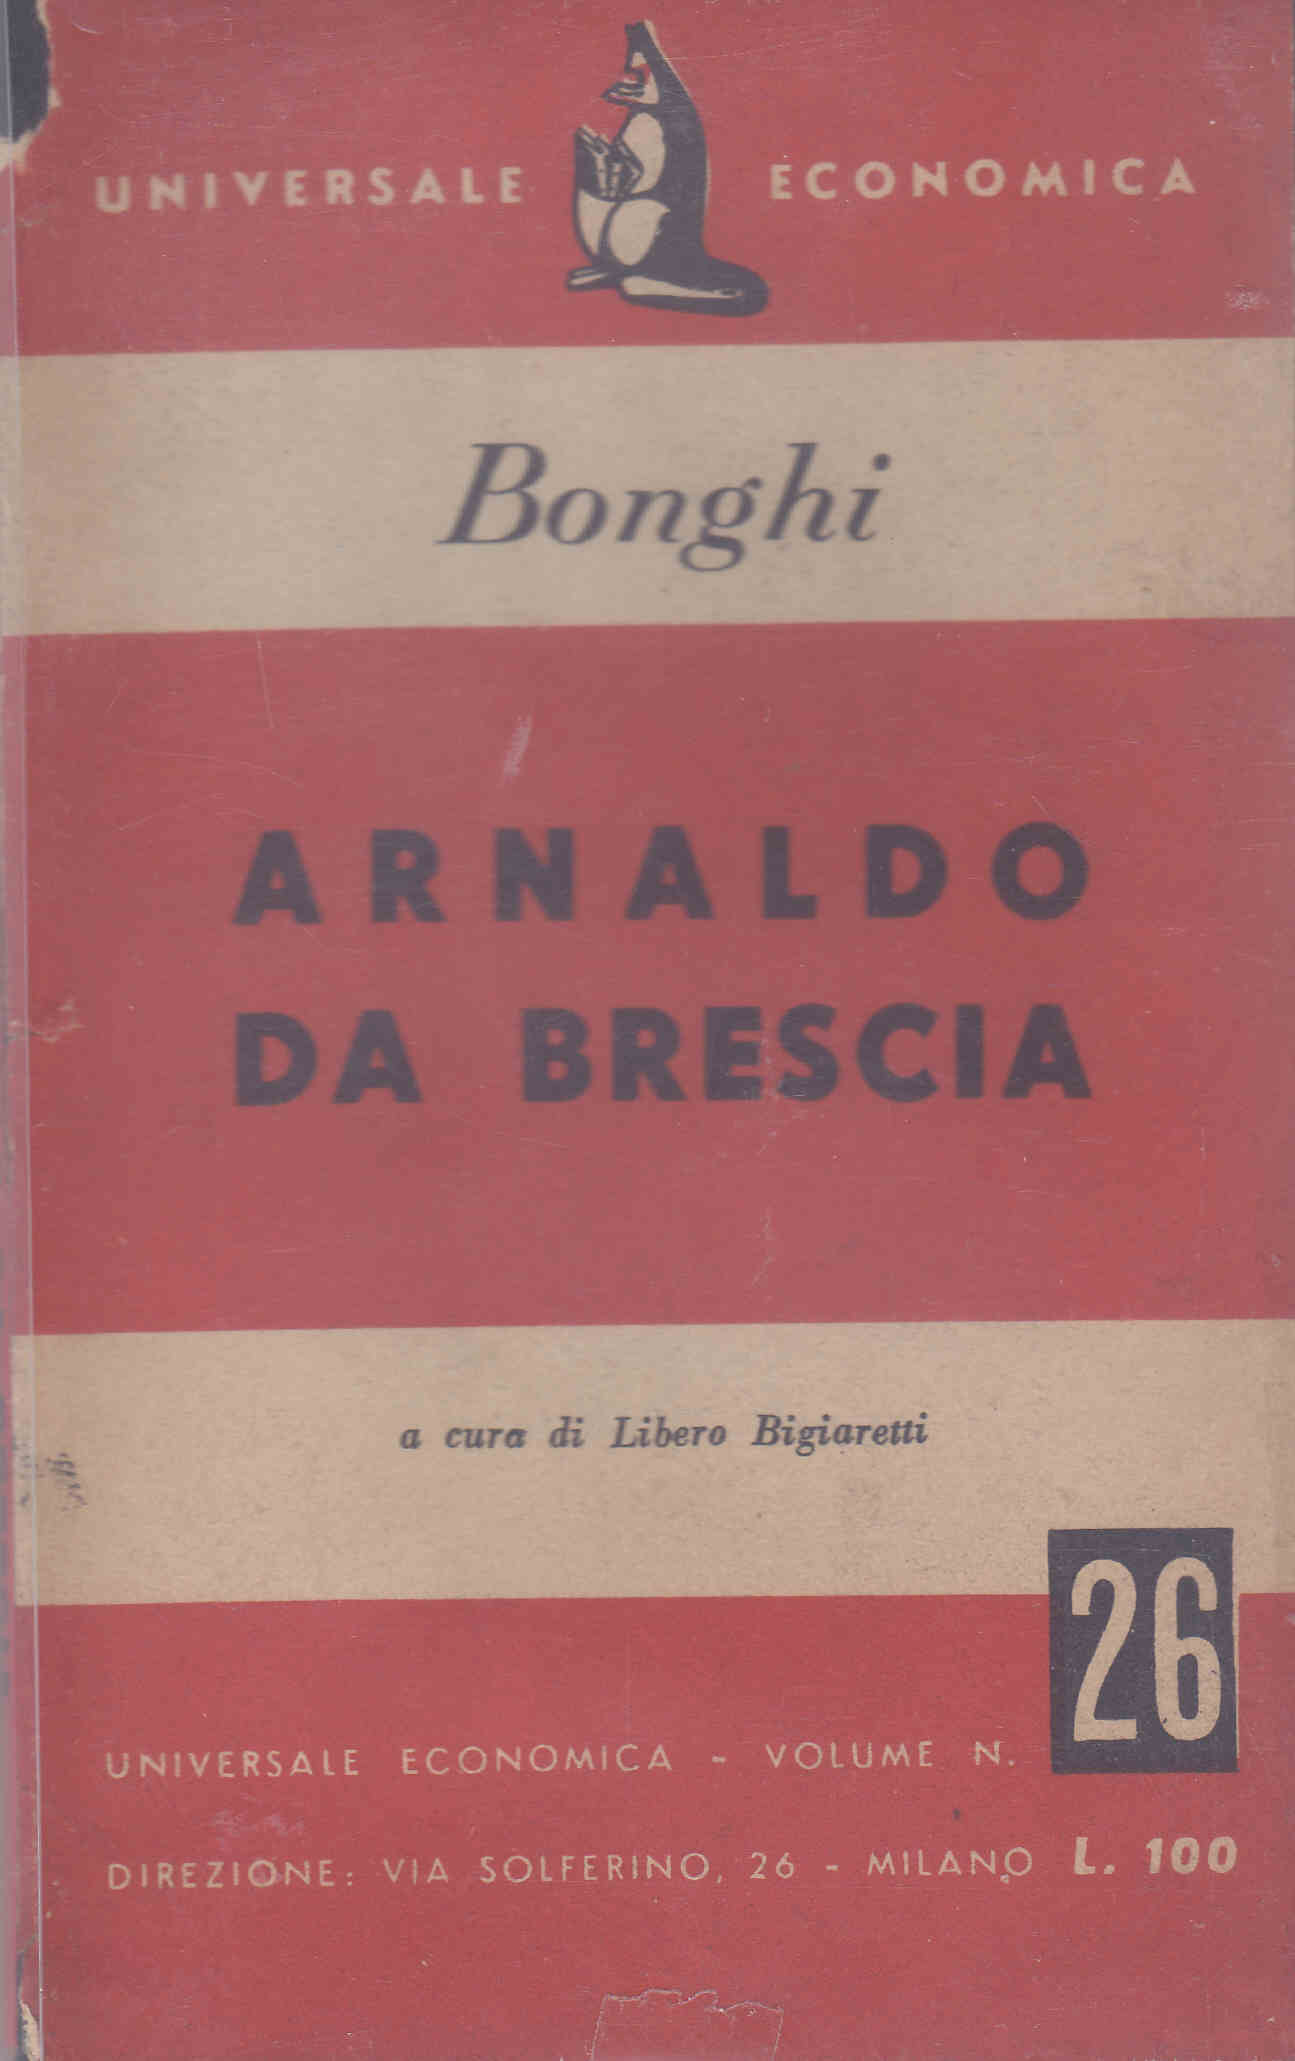 UNIVERSALE ECONOMICA
Bonghi
ARNALDO
DA BRESCIA
a cura di Libero Bigiaretti
26
UNIVERSALE ECONOMICA - VOLUME N.
DIREZIONE: VIA SOLFERINO, 26 - MILANO L. 100